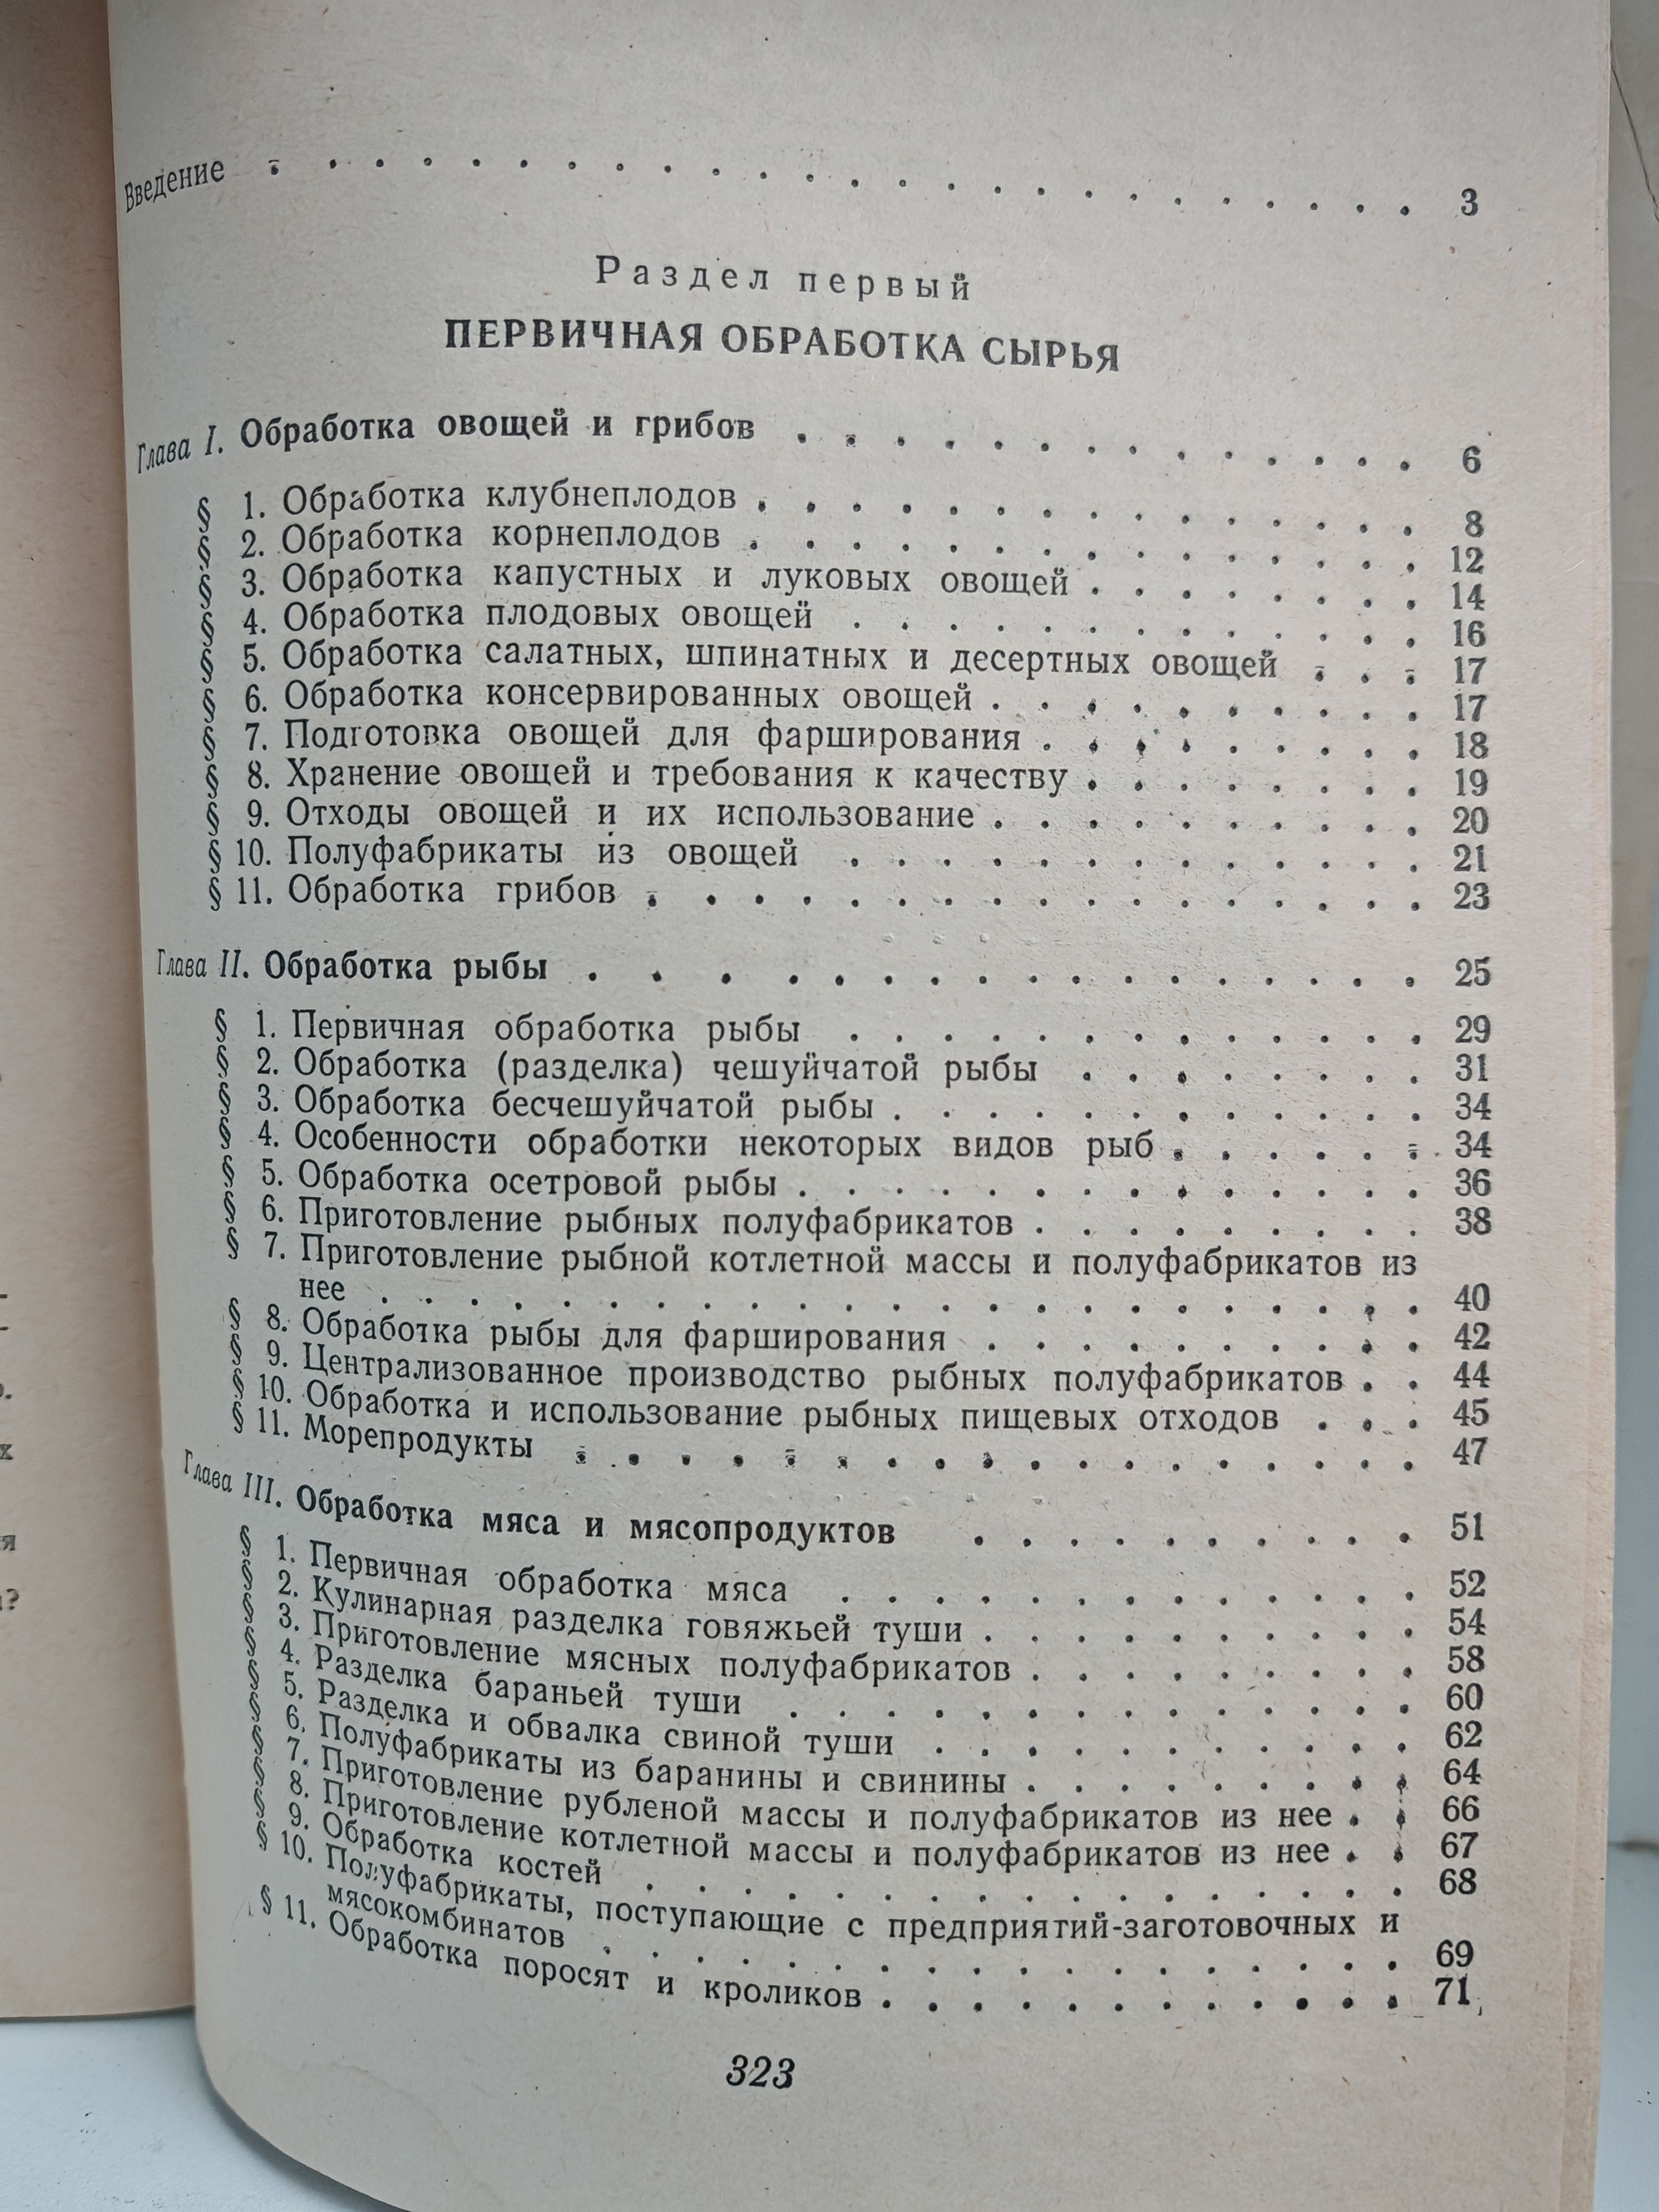 Введение . . . . . . . . . . . . . . . . . . . . . . . . . 3
Раздел первый
ПЕРВИЧНАЯ ОБРАБОТКА СЫРЬЯ
Глава I. Обработка овощей и грибов . . . . . . . . . . . . . . 6
§ 1. Обработка клубнеплодов . . . . . . . . . . . . . . . 8
§ 2. Обработка корнеплодов . . . . . . . . . . . . . . . 12
§ 3. Обработка капустных и луковых овощей . . . . . . . . 14
§ 4. Обработка плодовых овощей . . . . . . . . . . . . . 16
§ 5. Обработка салатных, шпинатных и десертных овощей . . . 17
§ 6. Обработка консервированных овощей . . . . . . . . . . 17
§ 7. Подготовка овощей для фарширования . . . . . . . . . 18
§ 8. Хранение овощей и требования к качеству . . . . . . . . 19
§ 9. Отходы овощей и их использование . . . . . . . . . . 20
§ 10. Полуфабрикаты из овощей . . . . . . . . . . . . . 21
§ 11. Обработка грибов . . . . . . . . . . . . . . . . . 23
Глава II. Обработка рыбы . . . . . . . . . . . . . . . . 25
§ 1. Первичная обработка рыбы . . . . . . . . . . . . . 29
§ 2. Обработка (разделка) чешуйчатой рыбы . . . . . . . . 31
§ 3. Обработка бесчешуйчатой рыбы . . . . . . . . . . . . 34
§ 4. Особенности обработки некоторых видов рыб . . . . . . 34
§ 5. Обработка осетровой рыбы . . . . . . . . . . . . . . 36
§ 6. Приготовление рыбных полуфабрикатов . . . . . . . . . 38
§ 7. Приготовление рыбной котлетной массы и полуфабрикатов из
нее . . . . . . . . . . . . . . . . . . . . . . . 40
§ 8. Обработка рыбы для фарширования . . . . . . . . . . 42
§ 9. Централизованное производство рыбных полуфабрикатов . . 44
§ 10. Обработка и использование рыбных пищевых отходов . . . 45
§ 11. Морепродукты . . . . . . . . . . . . . . . . . 47
Глава III. Обработка мяса и мясопродуктов . . . . . . . . . . 51
§ 1. Первичная обработка мяса . . . . . . . . . . . . . 52
§ 2. Кулинарная разделка говяжьей туши . . . . . . . . . . 54
§ 3. Приготовление мясных полуфабрикатов . . . . . . . . . 58
§ 4. Разделка бараньей туши . . . . . . . . . . . . . . 60
§ 5. Разделка и обвалка свиной туши . . . . . . . . . . . 62
§ 6. Полуфабрикаты из баранины и свинины . . . . . . . . . 64
§ 7. Приготовление рубленой массы и полуфабрикатов из нее . . 66
§ 8. Приготовление котлетной массы и полуфабрикатов из нее . . 67
§ 9. Обработка костей . . . . . . . . . . . . . . . . . 68
§ 10. Полуфабрикаты, поступающие с предприятий-заготовочных и
мясокомбинатов . . . . . . . . . . . . . . . . . . 69
§ 11. Обработка поросят и кроликов . . . . . . . . . . . . 71
323